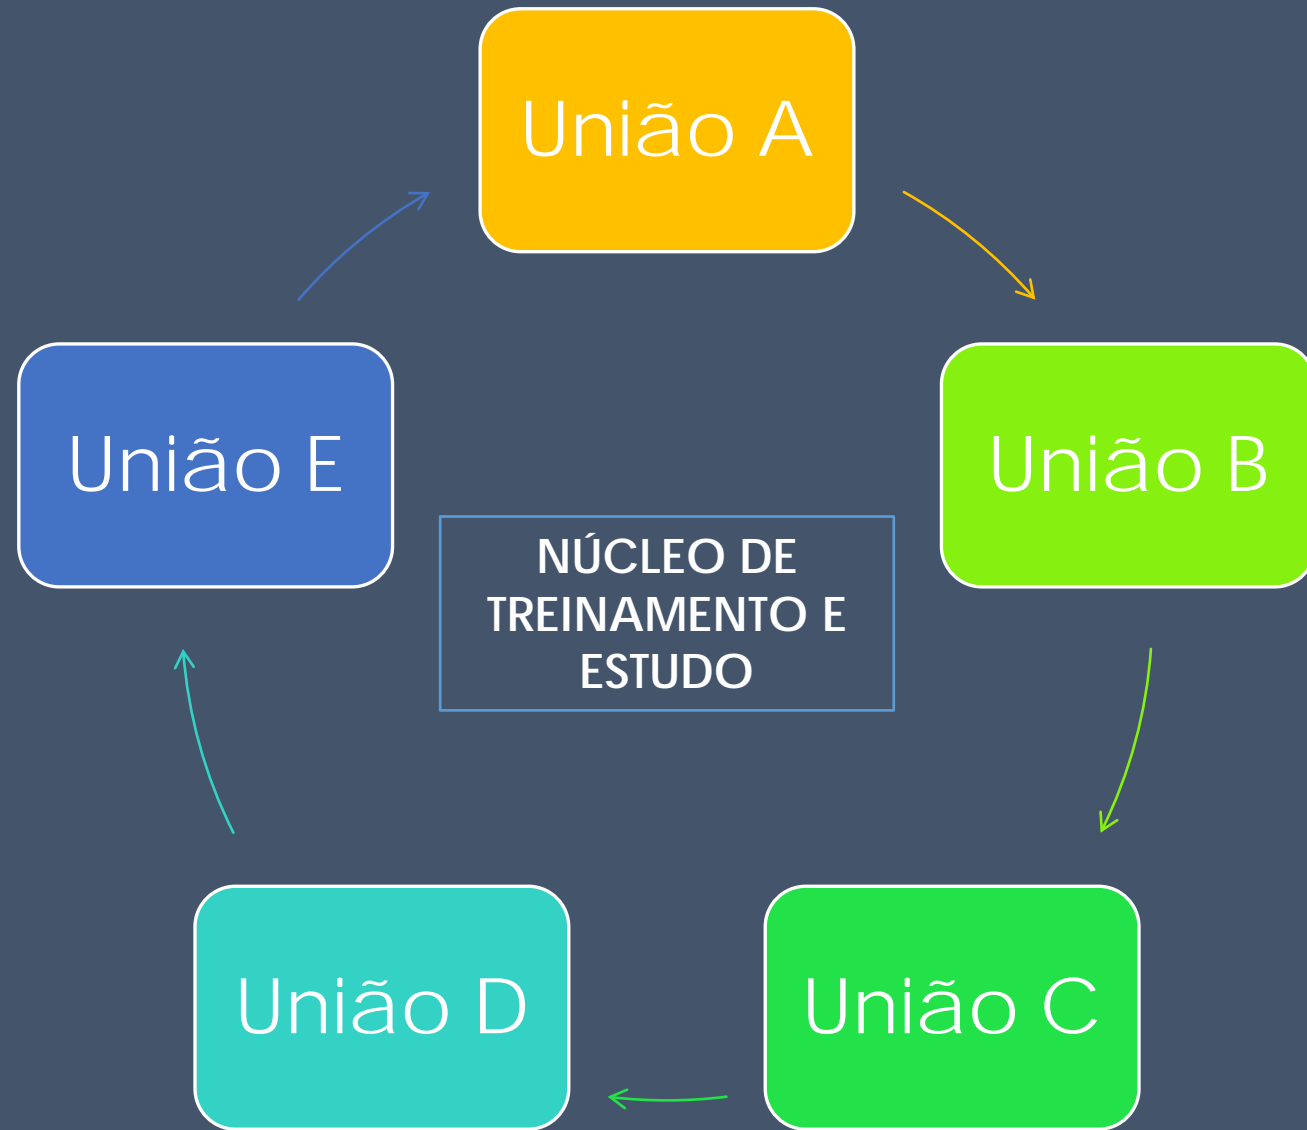 União A
União E
União B
NÚCLEO DE
TREINAMENTO E
ESTUDO
União D
União C